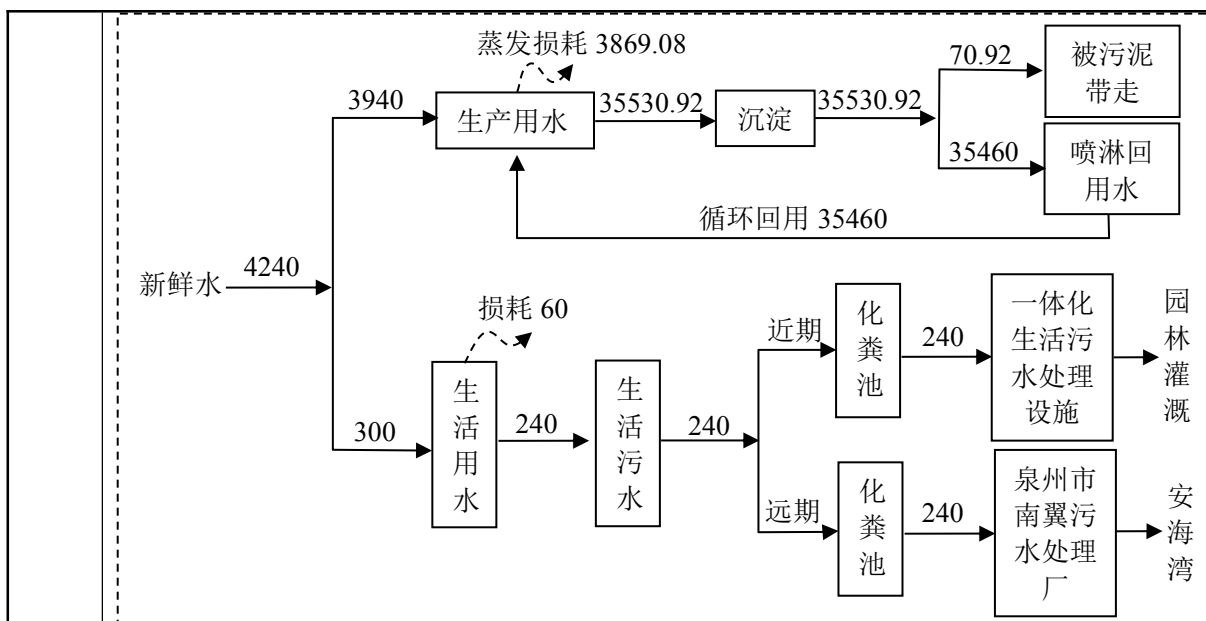 蒸发损耗 3869.08
3940
生产用水
35530.92
沉淀
35530.92
70.92
被污泥
带走
35460
喷淋回
用水
循环回用 35460
新鲜水
4240
损耗 60
300
生活用水
240
生活污水
240
近期
化粪池
240
一体化
生活污
水处理
设施
园林灌溉
远期
化粪池
240
泉州市
南翼污
水处理
厂
安海湾